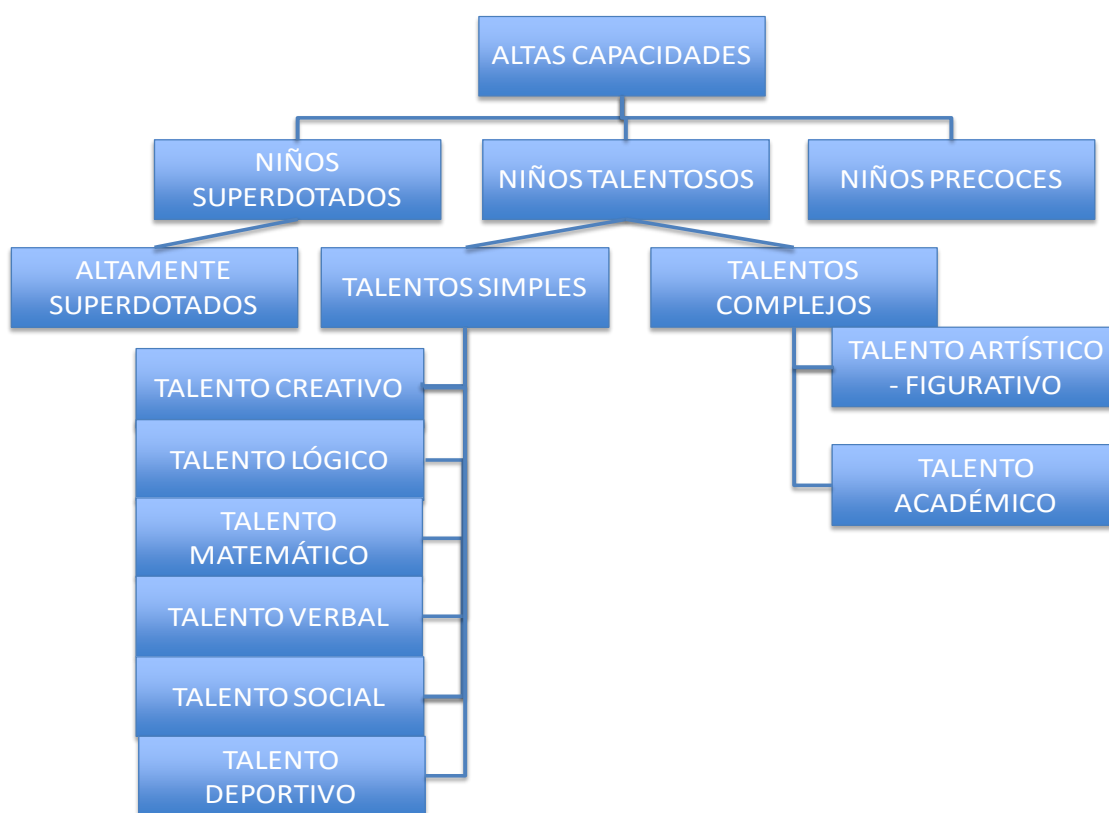 ALTAS CAPACIDADES
NIÑOS
SUPERDOTADOS
NIÑOS TALENTOSOS
NIÑOS PRECOCES
ALTAMENTE
SUPERDOTADOS
TALENTOS SIMPLES
TALENTOS
COMPLEJOS
TALENTO CREATIVO
TALENTO LÓGICO
TALENTO
MATEMÁTICO
TALENTO VERBAL
TALENTO SOCIAL
TALENTO
DEPORTIVO
TALENTO ARTÍSTICO
- FIGURATIVO
TALENTO
ACADÉMICO